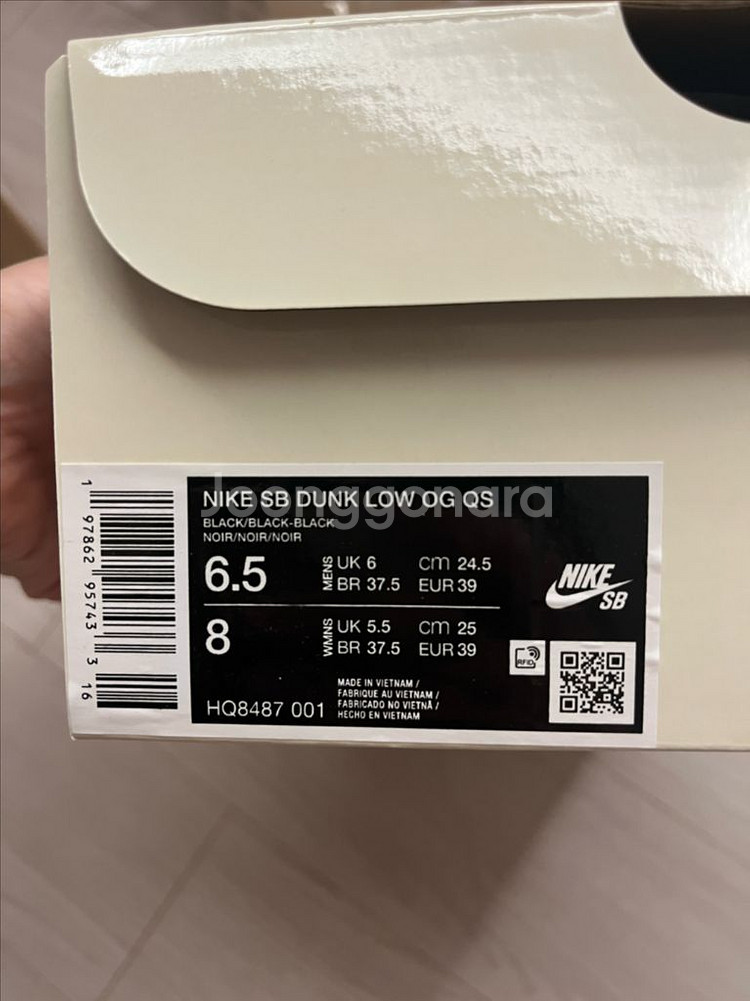 Joonggonara
NIKE SB DUNK LOW OG QS
BLACK/BLACK-BLACK
NOIR/NOIR/NOIR
6.5 MENS UK 6 CM 24.5
BR 37.5 EUR 39
8 WMNS UK 5.5 CM 25
BR 37.5 EUR 39
HQ8487 001
MADE IN VIETNAM /
FABRIQUE AU VIETNAM /
FABRICADO NO VIETNÃ /
HECHO EN VIETNAM
NIKE
SB
RFID
1 97862 95743 3 16